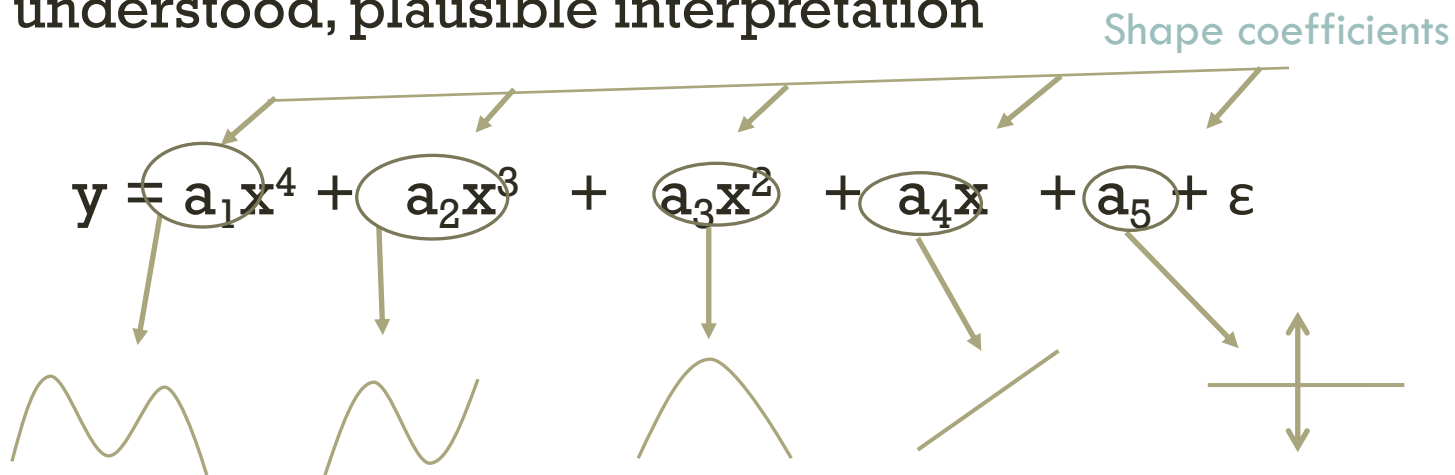 understood, plausible interpretation
Shape coefficients
y = a₁x⁴ + a₂x³ + a₃x² + a₄x + a₅ + ε